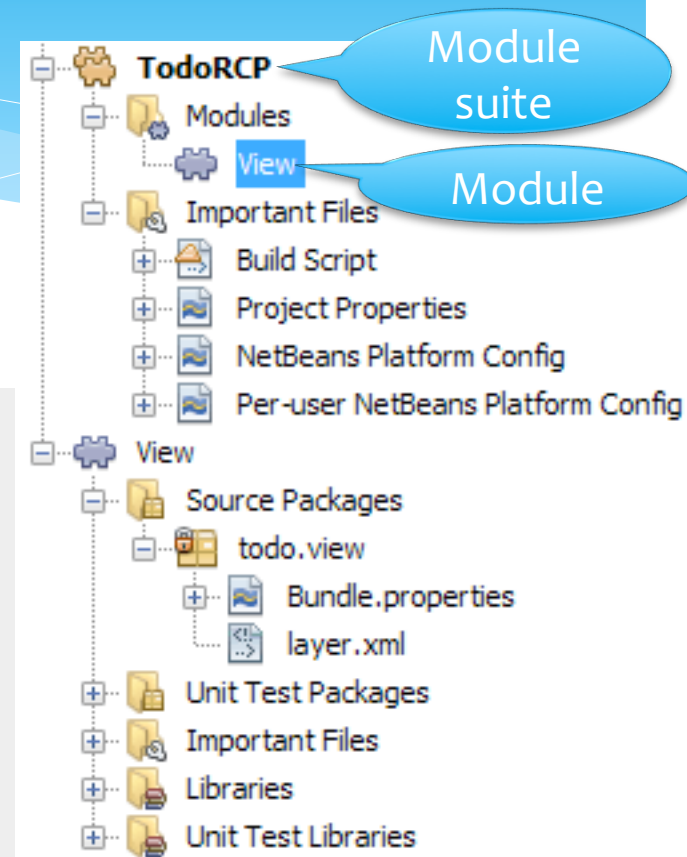 TodoRCP
Module
suite
Modules
View
Module
Important Files
Build Script
Project Properties
NetBeans Platform Config
Per-user NetBeans Platform Config
View
Source Packages
todo.view
Bundle.properties
layer.xml
Unit Test Packages
Important Files
Libraries
Unit Test Libraries